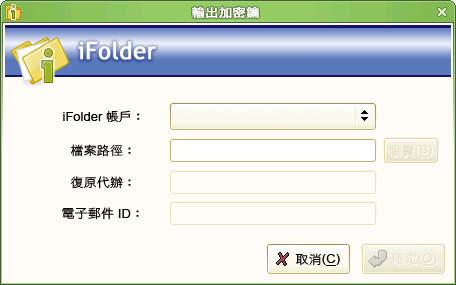 輸出加密鑰
iFolder
iFolder 帳戶：
檔案路徑：
瀏覽(B)
復原代辦：
電子郵件 ID：
取消(C)
確定(O)